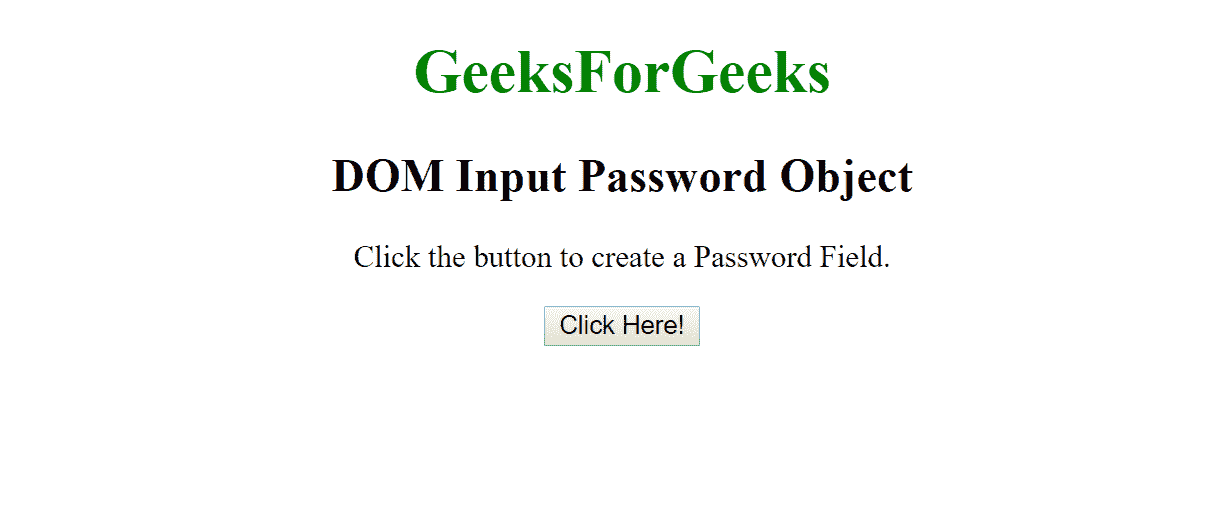 GeeksForGeeks
DOM Input Password Object
Click the button to create a Password Field.
Click Here!